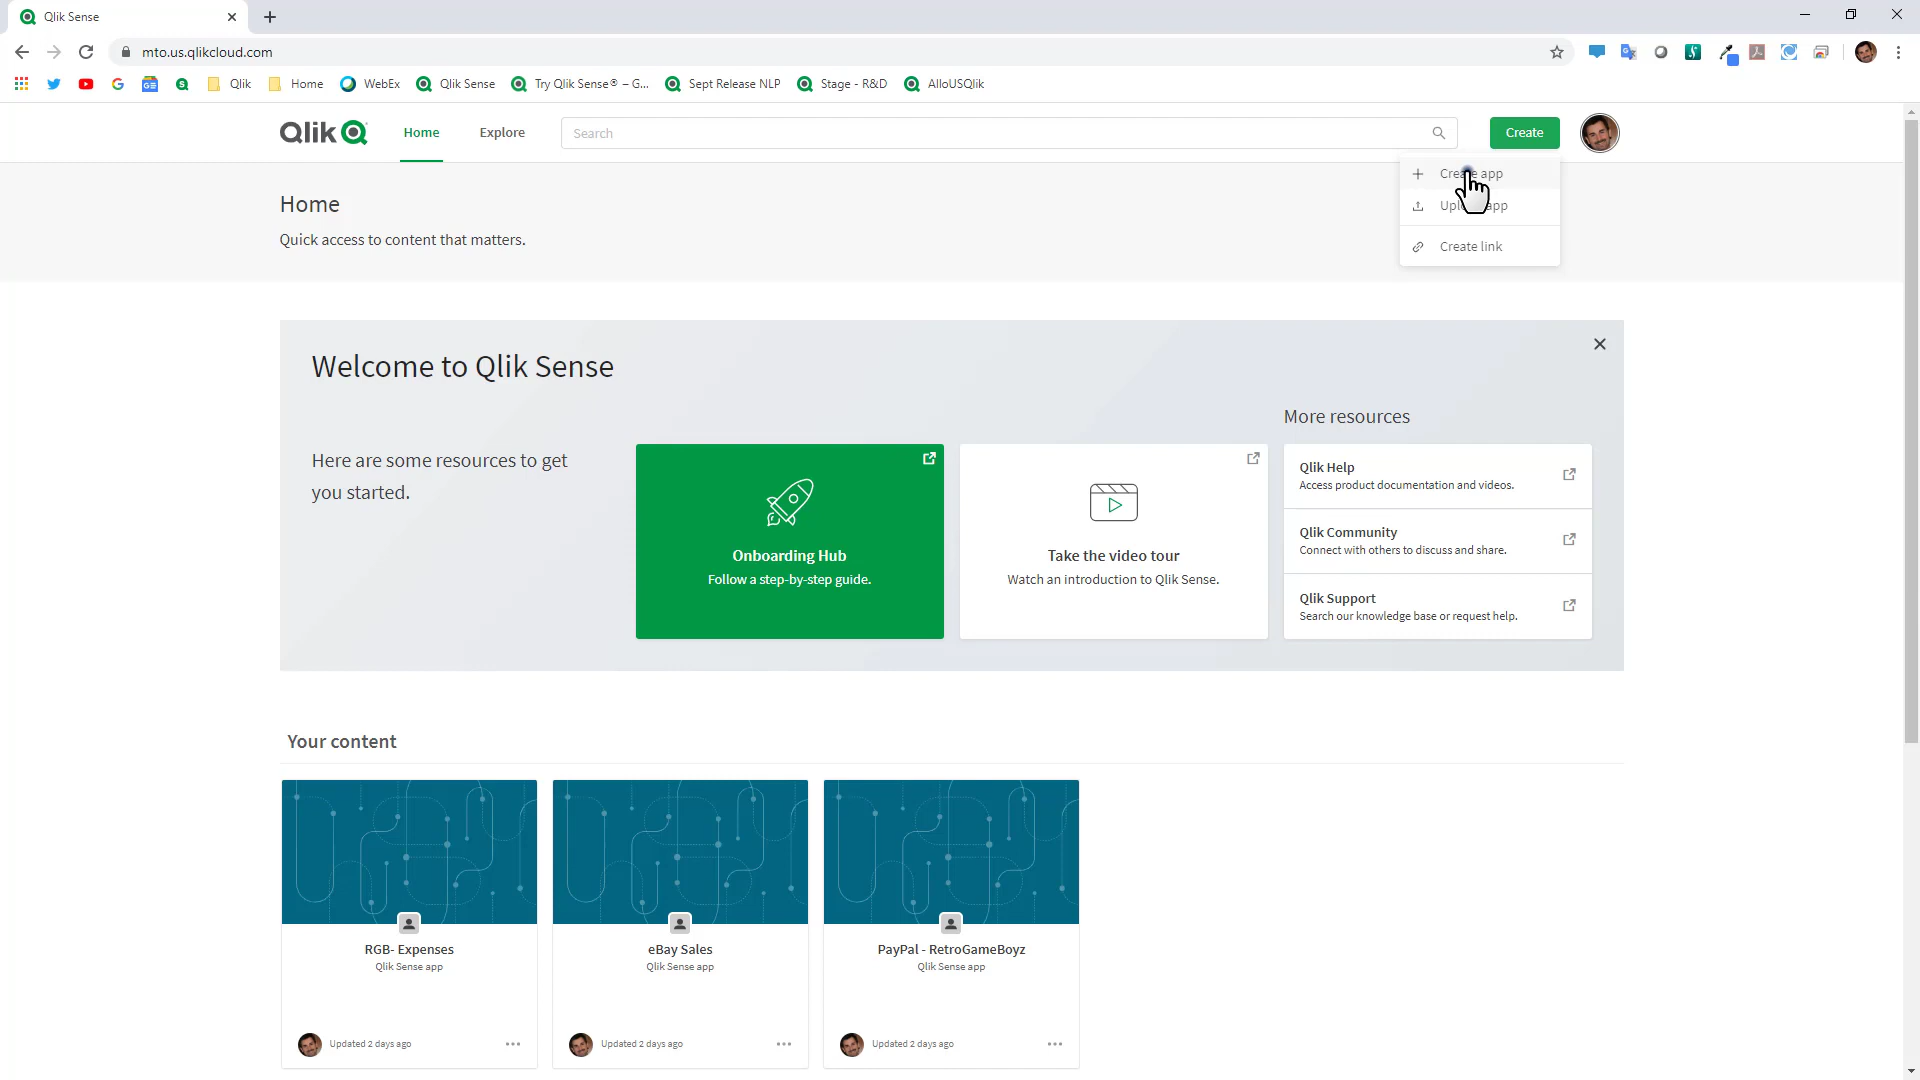 Qlik Sense
mto.us.qlikcloud.com
Qlik
Home
WebEx
Qlik Sense
Try Qlik Sense® – G...
Sept Release NLP
Stage - R&D
AlloUSQlik
Qlik
Home
Explore
Search
Create
Create app
Upload app
Create link
Home
Quick access to content that matters.
Welcome to Qlik Sense
Here are some resources to get
you started.
Onboarding Hub
Follow a step-by-step guide.
Take the video tour
Watch an introduction to Qlik Sense.
More resources
Qlik Help
Access product documentation and videos.
Qlik Community
Connect with others to discuss and share.
Qlik Support
Search our knowledge base or request help.
Your content
RGB- Expenses
Qlik Sense app
Updated 2 days ago
eBay Sales
Qlik Sense app
Updated 2 days ago
PayPal - RetroGameBoyz
Qlik Sense app
Updated 2 days ago